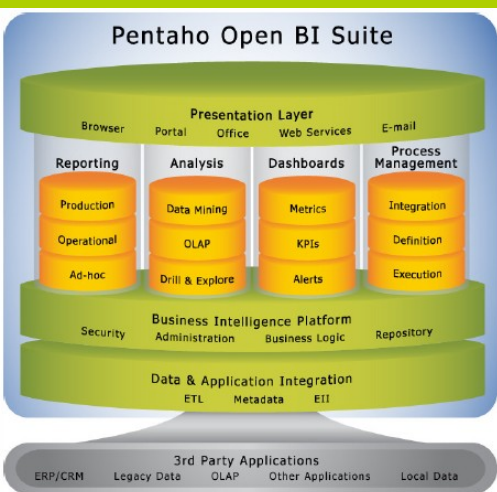 Pentaho Open BI Suite
Presentation Layer
Browser Portal Office Web Services E-mail
Reporting Analysis Dashboards Process Management
Production Data Mining Metrics Integration
Operational OLAP KPIs Definition
Ad-hoc Drill & Explore Alerts Execution
Business Intelligence Platform
Security Administration Business Logic Repository
Data & Application Integration
ETL Metadata EII
3rd Party Applications
ERP/CRM Legacy Data OLAP Other Applications Local Data